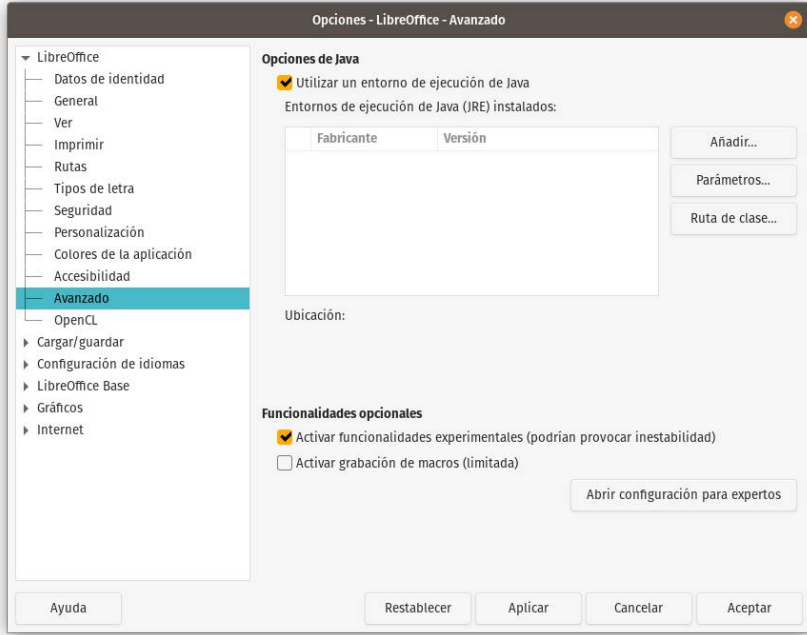 Opciones - LibreOffice - Avanzado
LibreOffice
Datos de identidad
General
Ver
Imprimir
Rutas
Tipos de letra
Seguridad
Personalización
Colores de la aplicación
Accesibilidad
Avanzado
OpenCL
Cargar/guardar
Configuración de idiomas
LibreOffice Base
Gráficos
Internet
Opciones de Java
Utilizar un entorno de ejecución de Java
Entornos de ejecución de Java (JRE) instalados:
Fabricante Versión
Añadir...
Parámetros...
Ruta de clase...
Ubicación:
Funcionalidades opcionales
Activar funcionalidades experimentales (podrían provocar inestabilidad)
Activar grabación de macros (limitada)
Abrir configuración para expertos
Ayuda Restablecer Aplicar Cancelar Aceptar